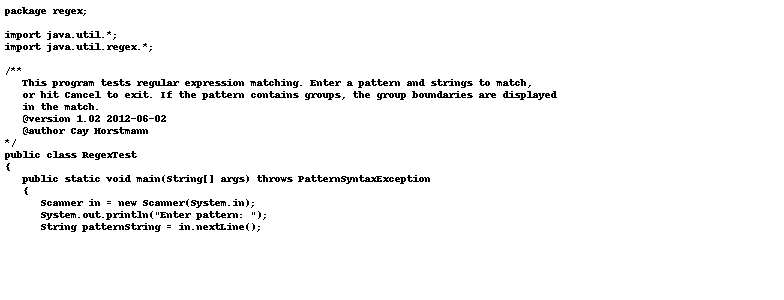 package regex;

import java.util.*;
import java.util.regex.*;

/**
   This program tests regular expression matching. Enter a pattern and strings to match,
   or hit Cancel to exit. If the pattern contains groups, the group boundaries are displayed
   in the match.
   @version 1.02 2012-06-02
   @author Cay Horstmann
*/
public class RegexTest
{
   public static void main(String[] args) throws PatternSyntaxException
   {
      Scanner in = new Scanner(System.in);
      System.out.println("Enter pattern: ");
      String patternString = in.nextLine();